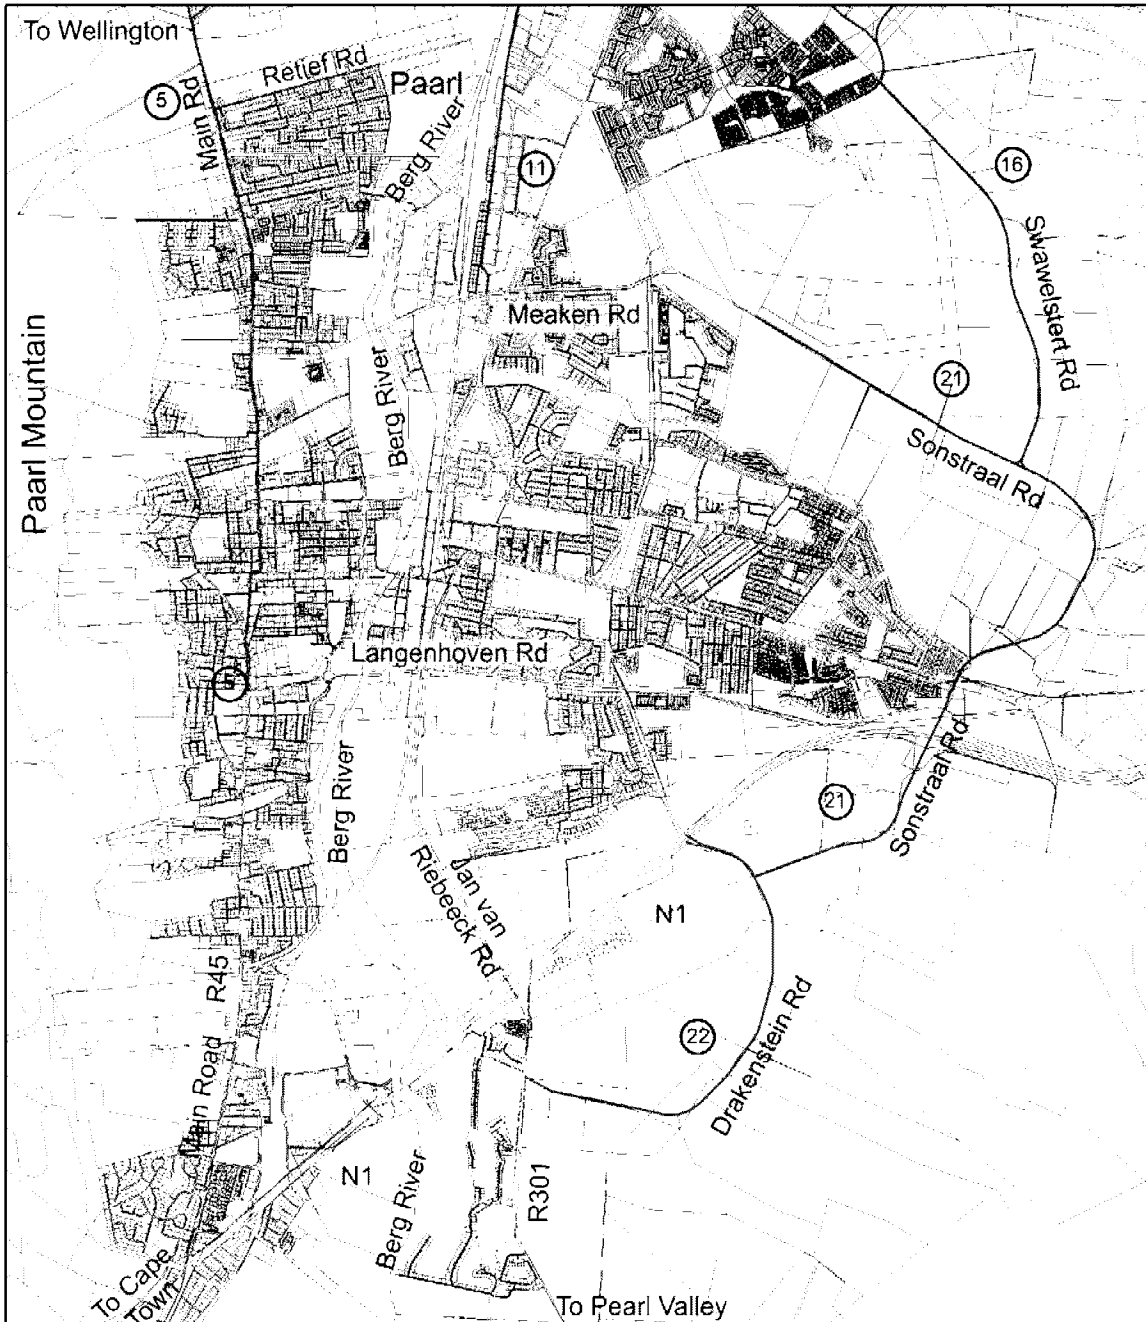 To Wellington
Retief Rd
Paarl
5
Main Rd
Berg River
11
16
Swawelstert Rd
Meaken Rd
Paarl Mountain
Berg River
21
Sonstraal Rd
Langenhoven Rd
5
Berg River
Sonstraal Rd
21
Jan van
Riebeeck Rd
N1
R45
Main Road
22
Drakenstein Rd
N1
Berg River
R301
To Cape
Town
To Pearl Valley